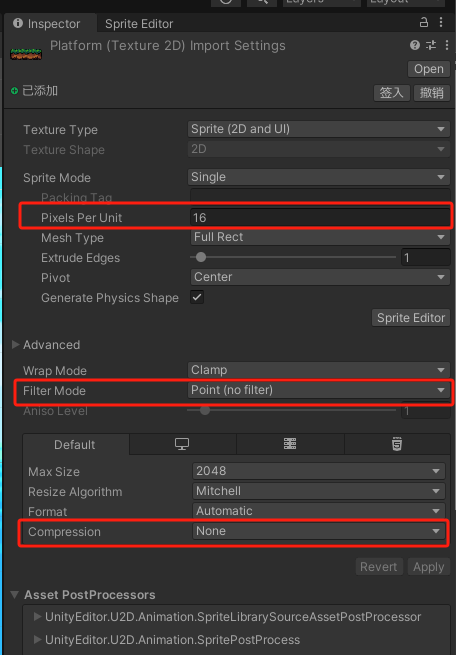 Layers
Layout
Inspector
Sprite Editor
Platform (Texture 2D) Import Settings
Open
已添加
签入
撤销
Texture Type
Sprite (2D and UI)
Texture Shape
2D
Sprite Mode
Single
Packing Tag
Pixels Per Unit
16
Mesh Type
Full Rect
Extrude Edges
1
Pivot
Center
Generate Physics Shape
Sprite Editor
Advanced
Wrap Mode
Clamp
Filter Mode
Point (no filter)
Aniso Level
1
Default
Max Size
2048
Resize Algorithm
Mitchell
Format
Automatic
Compression
None
Revert
Apply
Asset PostProcessors
UnityEditor.U2D.Animation.SpriteLibrarySourceAssetPostProcessor
UnityEditor.U2D.Animation.SpritePostProcess